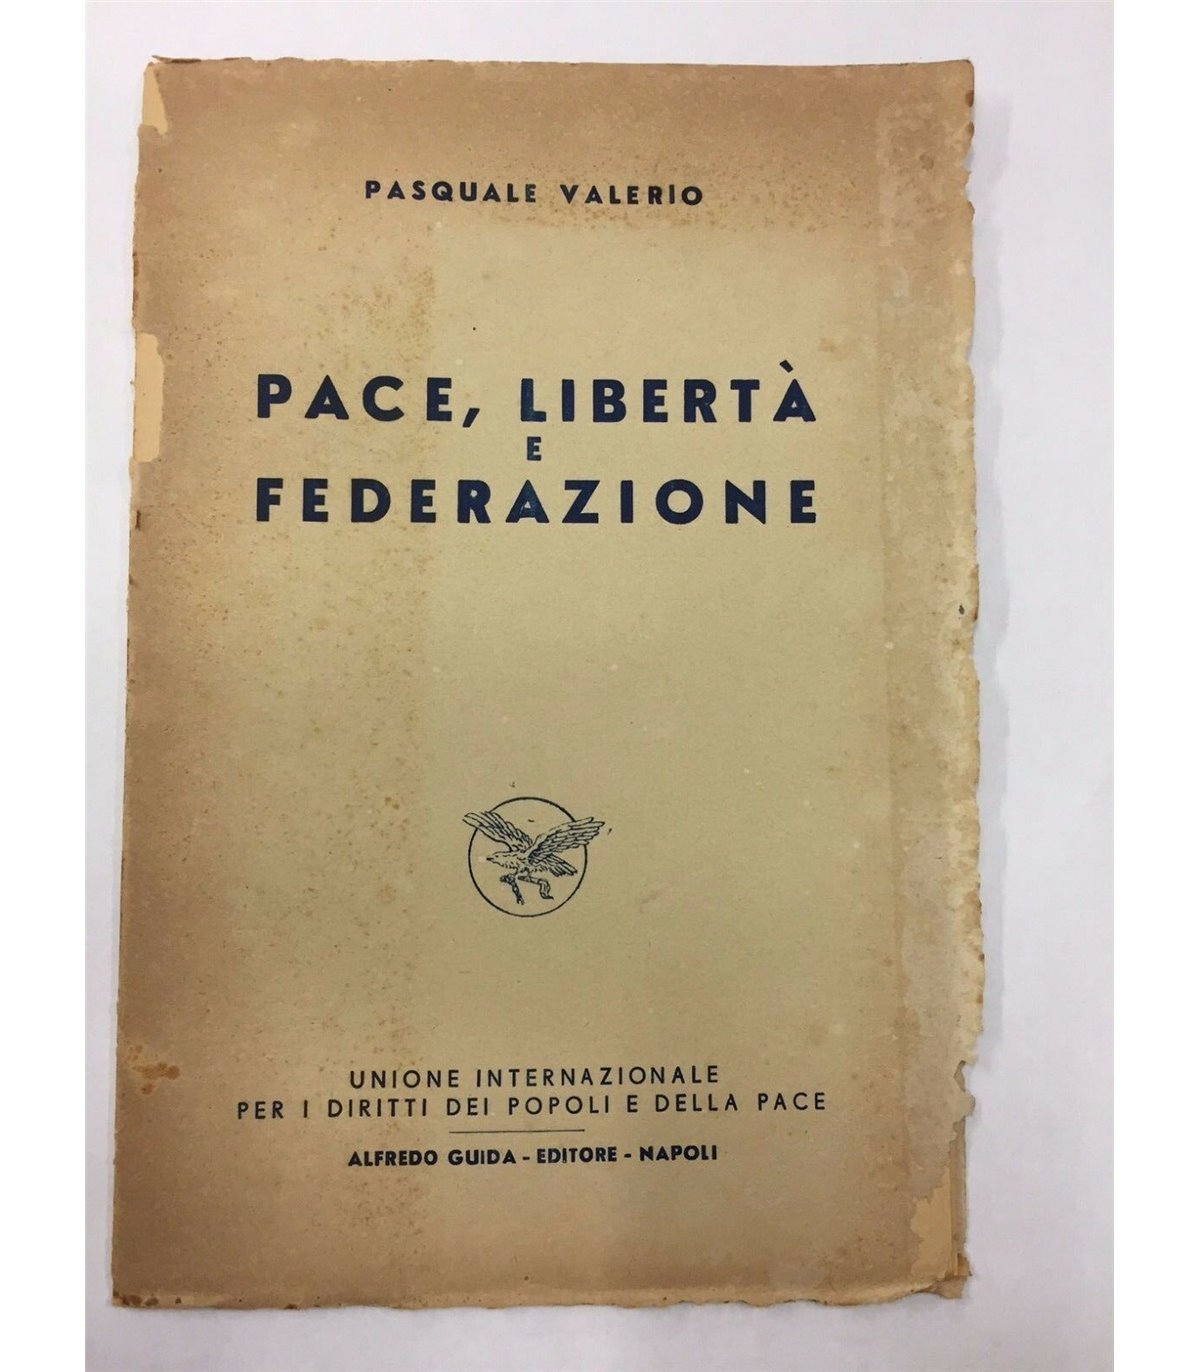 PASQUALE VALERIO
PACE, LIBERTÀ
E
FEDERAZIONE
UNIONE INTERNAZIONALE
PER I DIRITTI DEI POPOLI E DELLA PACE
ALFREDO GUIDA - EDITORE - NAPOLI